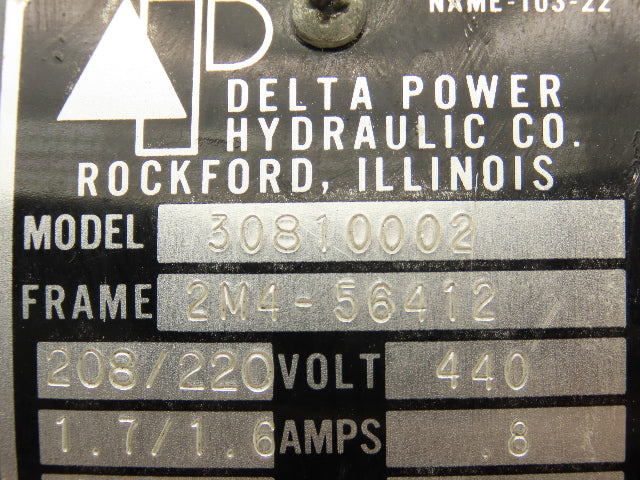 NAME-103-22
DELTA POWER
HYDRAULIC CO.
ROCKFORD, ILLINOIS
MODEL 30810002
FRAME 2M4-56412
208/220 VOLT 440
1.7/1.6 AMPS .8